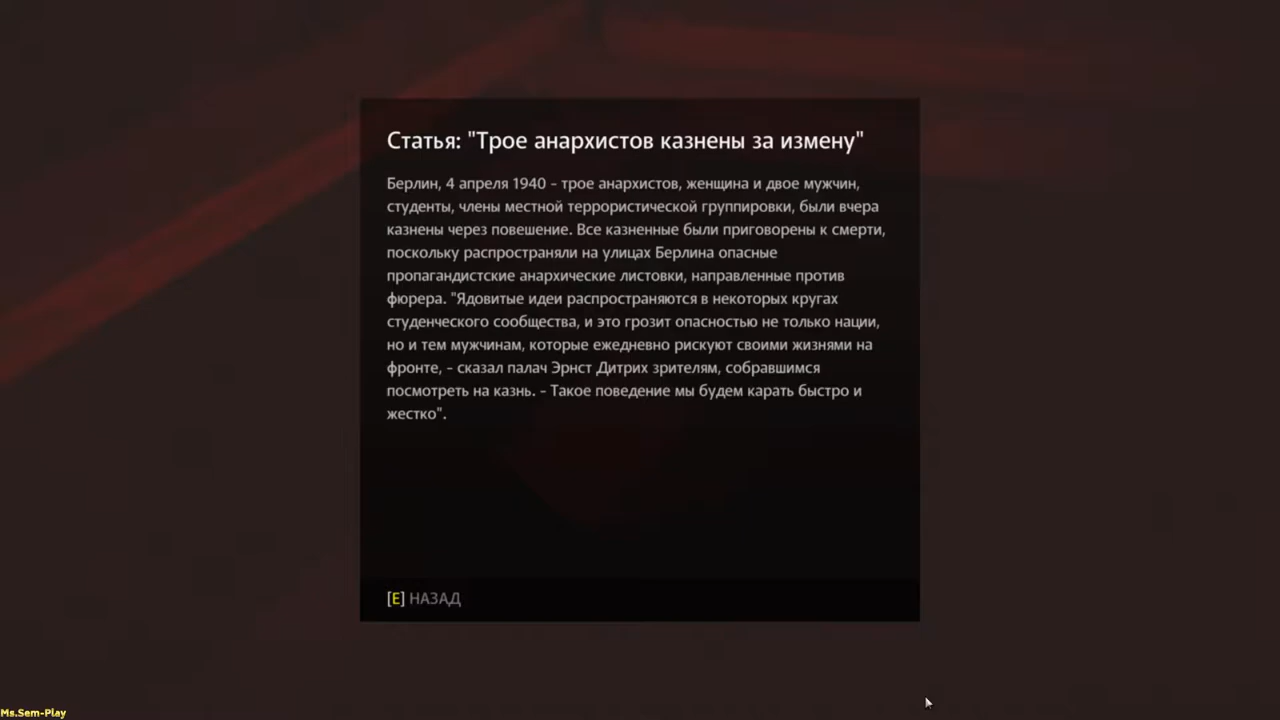 Статья: "Трое анархистов казнены за измену"
Берлин, 4 апреля 1940 - трое анархистов, женщина и двое мужчин,
студенты, члены местной террористической группировки, были вчера
казнены через повешение. Все казненные были приговорены к смерти,
поскольку распространяли на улицах Берлина опасные
пропагандистские анархические листовки, направленные против
фюрера. "Ядовитые идеи распространяются в некоторых кругах
студенческого сообщества, и это грозит опасностью не только нации,
но и тем мужчинам, которые ежедневно рискуют своими жизнями на
фронте, - сказал палач Эрнст Дитрих зрителям, собравшимся
посмотреть на казнь. - Такое поведение мы будем карать быстро и
жестко".
[E] НАЗАД
Ms.Sem-Play